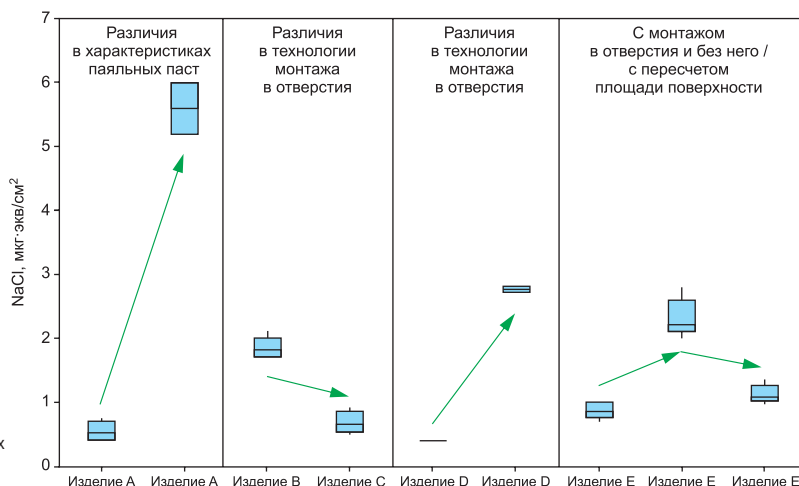 Различия
в характеристиках
паяльных паст
Различия
в технологии
монтажа
в отверстия
Различия
в технологии
монтажа
в отверстия
С монтажом
в отверстия и без него /
с пересчетом
площади поверхности
NaCl, мкг·экв/см²
7
6
5
4
3
2
1
0
х
Изделие A Изделие A Изделие B Изделие C Изделие D Изделие D Изделие E Изделие E Изделие E